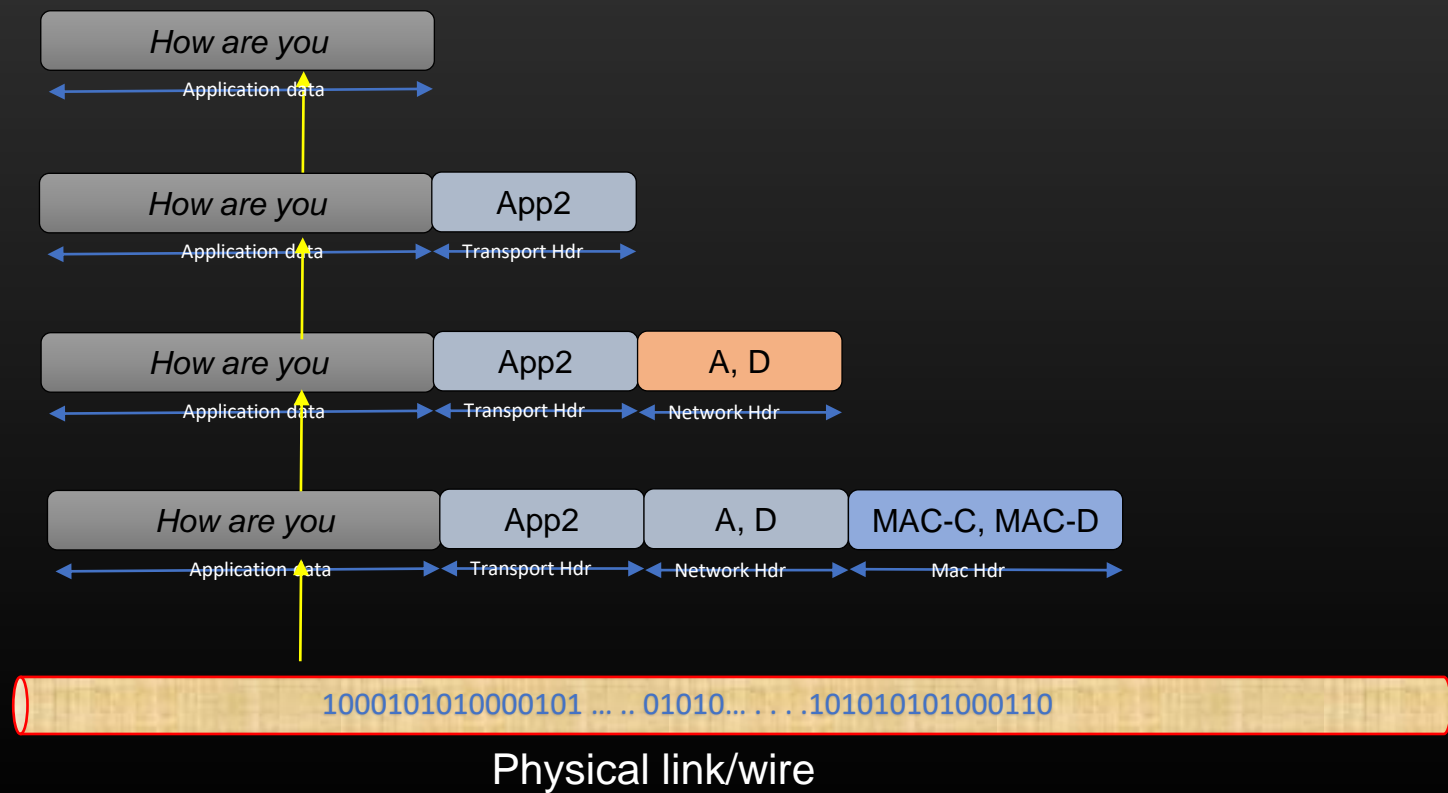 How are you
Application data
How are you App2
Application data Transport Hdr
How are you App2 A, D
Application data Transport Hdr Network Hdr
How are you App2 A, D MAC-C, MAC-D
Application data Transport Hdr Network Hdr Mac Hdr
1000101010000101 ... .. 01010... . . . .101010101000110
Physical link/wire